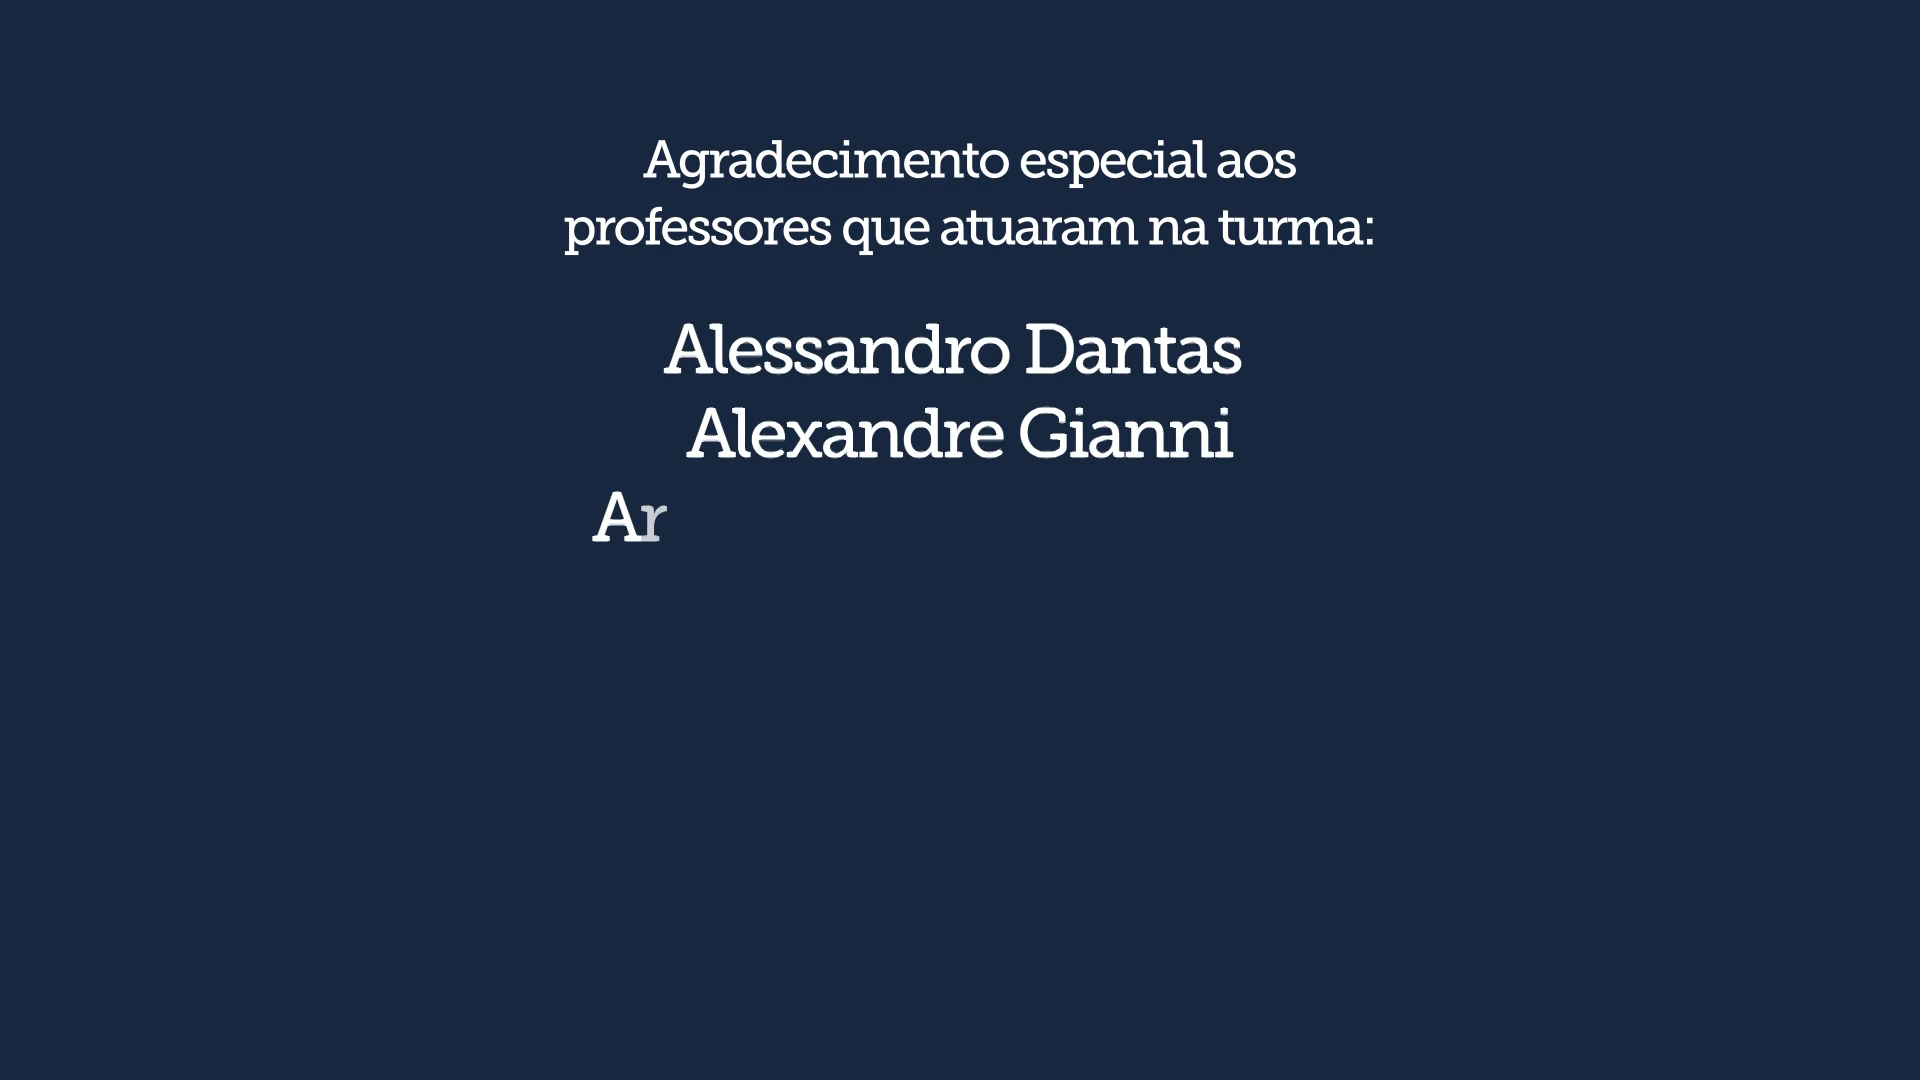 Agradecimento especial aos
professores que atuaram na turma:
Alessandro Dantas
Alexandre Gianni
Ar